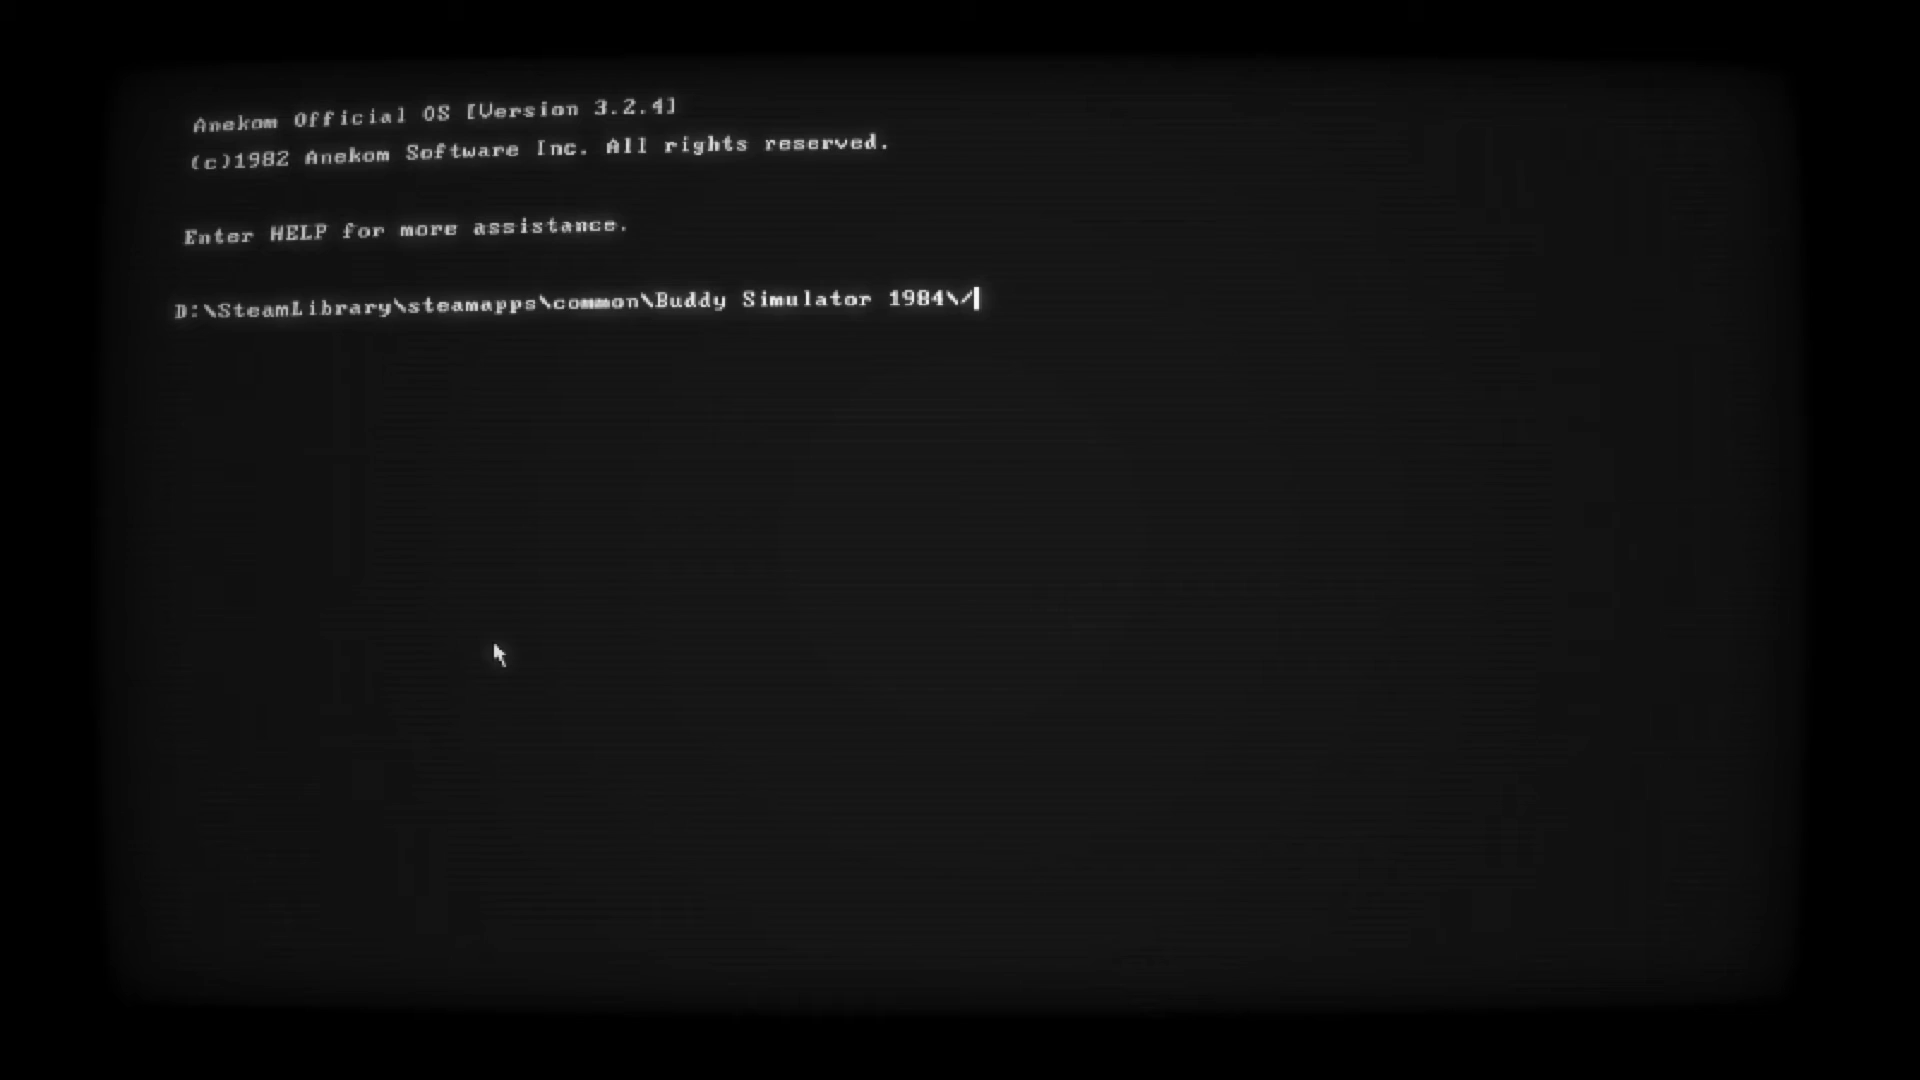 Anekom Official OS [Version 3.2.4]
(c)1982 Anekom Software Inc. All rights reserved.
Enter HELP for more assistance.
D:\SteamLibrary\steamapps\common\Buddy Simulator 1984\/